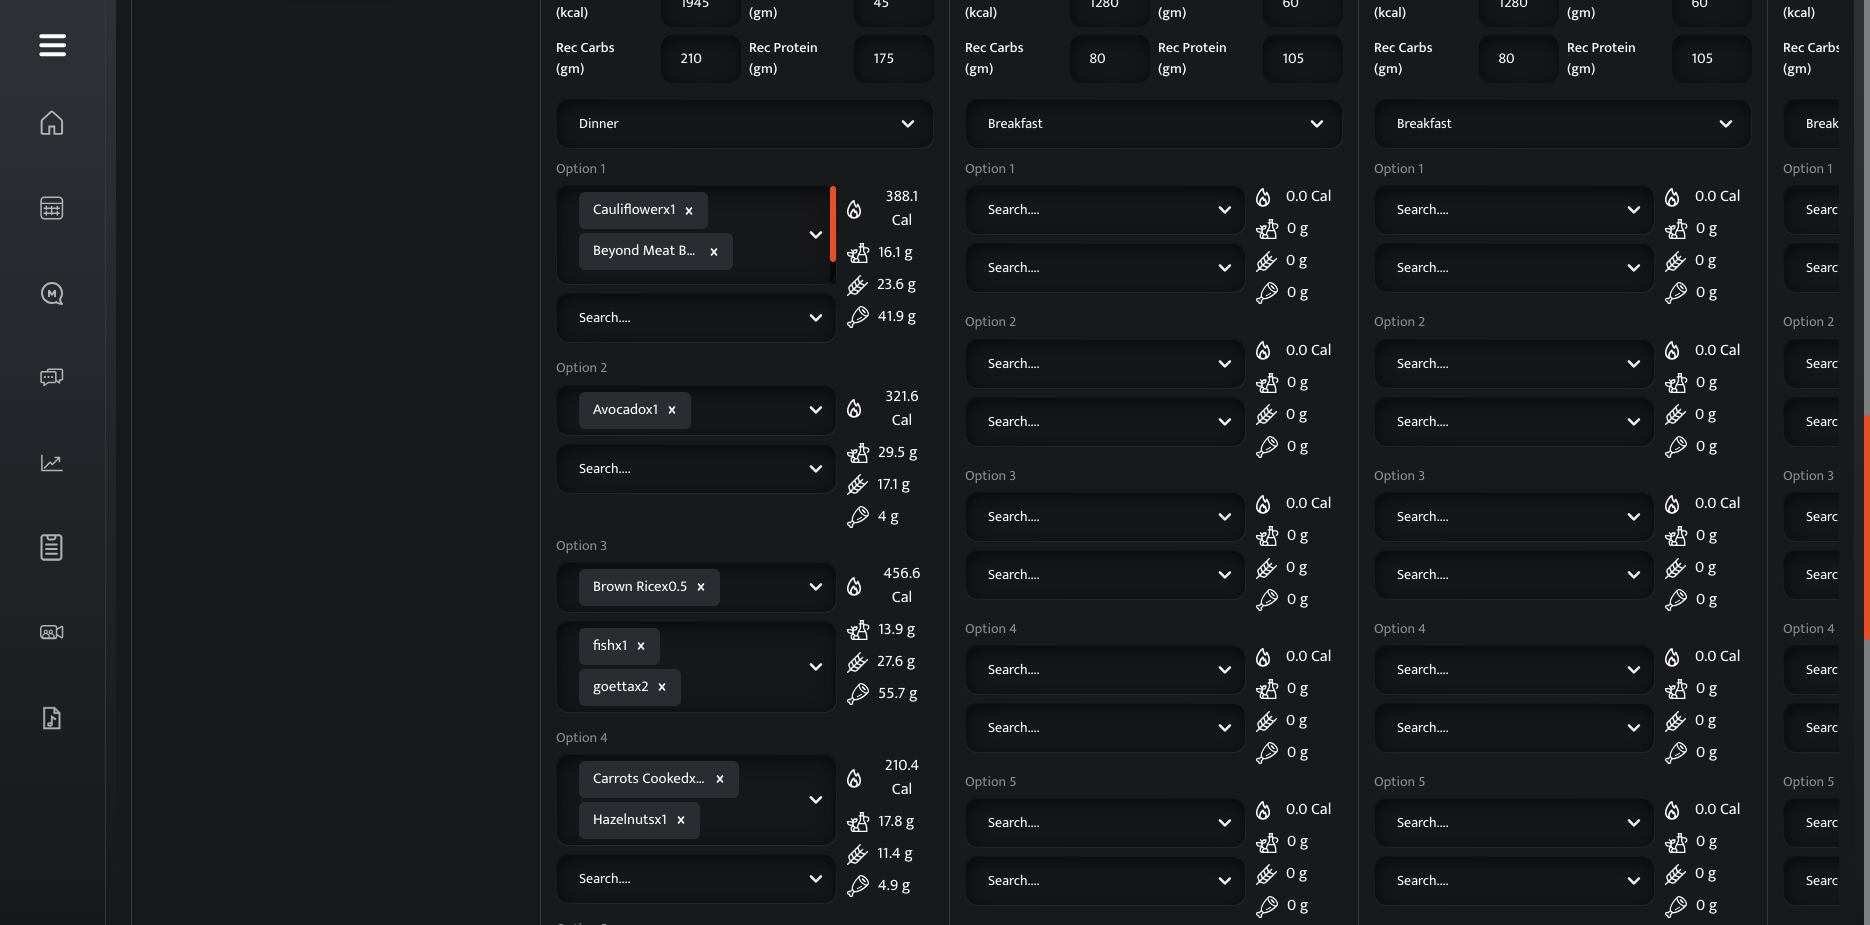 (kcal) 1945 (gm) 45
Rec Carbs (gm) 210 Rec Protein (gm) 175
Dinner
Option 1
Cauliflowerx1 ×
Beyond Meat B... ×
Search....
388.1 Cal
16.1 g
23.6 g
41.9 g
Option 2
Avocadox1 ×
Search....
321.6 Cal
29.5 g
17.1 g
4 g
Option 3
Brown Ricex0.5 ×
fishx1 ×
goettax2 ×
456.6 Cal
13.9 g
27.6 g
55.7 g
Option 4
Carrots Cookedx... ×
Hazelnutsx1 ×
Search....
210.4 Cal
17.8 g
11.4 g
4.9 g
(kcal) 1280 (gm) 60
Rec Carbs (gm) 80 Rec Protein (gm) 105
Breakfast
Option 1
Search....
Search....
0.0 Cal
0 g
0 g
0 g
Option 2
Search....
Search....
0.0 Cal
0 g
0 g
0 g
Option 3
Search....
Search....
0.0 Cal
0 g
0 g
0 g
Option 4
Search....
Search....
0.0 Cal
0 g
0 g
0 g
Option 5
Search....
Search....
0.0 Cal
0 g
0 g
0 g
(kcal) 1280 (gm) 60
Rec Carbs (gm) 80 Rec Protein (gm) 105
Breakfast
Option 1
Search....
Search....
0.0 Cal
0 g
0 g
0 g
Option 2
Search....
Search....
0.0 Cal
0 g
0 g
0 g
Option 3
Search....
Search....
0.0 Cal
0 g
0 g
0 g
Option 4
Search....
Search....
0.0 Cal
0 g
0 g
0 g
Option 5
Search....
Search....
0.0 Cal
0 g
0 g
0 g
(kcal)
Rec Carbs
(gm)
Break
Option 1
Searc
Searc
Option 2
Searc
Searc
Option 3
Searc
Searc
Option 4
Searc
Searc
Option 5
Searc
Searc